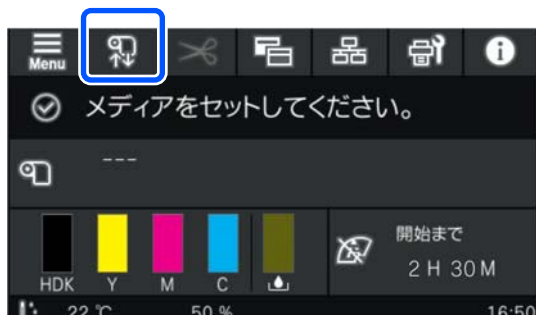 Menu
メディアをセットしてください。
---
開始まで
2 H 30 M
HDK Y M C
22 ℃ 50 % 16:50